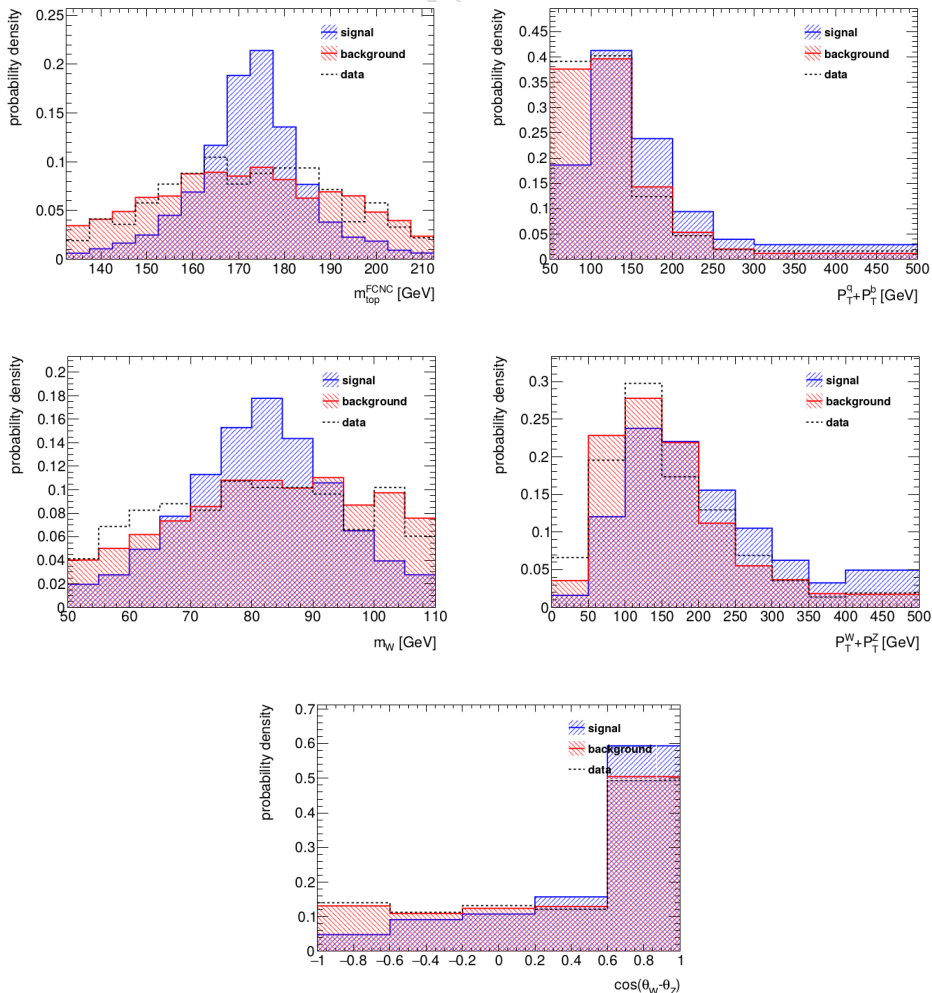 probability density
signal
background
data
0.25
0.2
0.15
0.1
0.05
0
140 150 160 170 180 190 200 210
m_top^FCNC [GeV]
probability density
signal
background
data
0.45
0.4
0.35
0.3
0.25
0.2
0.15
0.1
0.05
0
50 100 150 200 250 300 350 400 450 500
P_T^q+P_T^b [GeV]
probability density
signal
background
data
0.2
0.18
0.16
0.14
0.12
0.1
0.08
0.06
0.04
0.02
0
50 60 70 80 90 100 110
m_W [GeV]
probability density
signal
background
data
0.3
0.25
0.2
0.15
0.1
0.05
0
0 50 100 150 200 250 300 350 400 450 500
P_T^W+P_T^Z [GeV]
probability density
signal
background
data
0.7
0.6
0.5
0.4
0.3
0.2
0.1
0
−1 −0.8 −0.6 −0.4 −0.2 0 0.2 0.4 0.6 0.8 1
cos(θ_W-θ_Z)